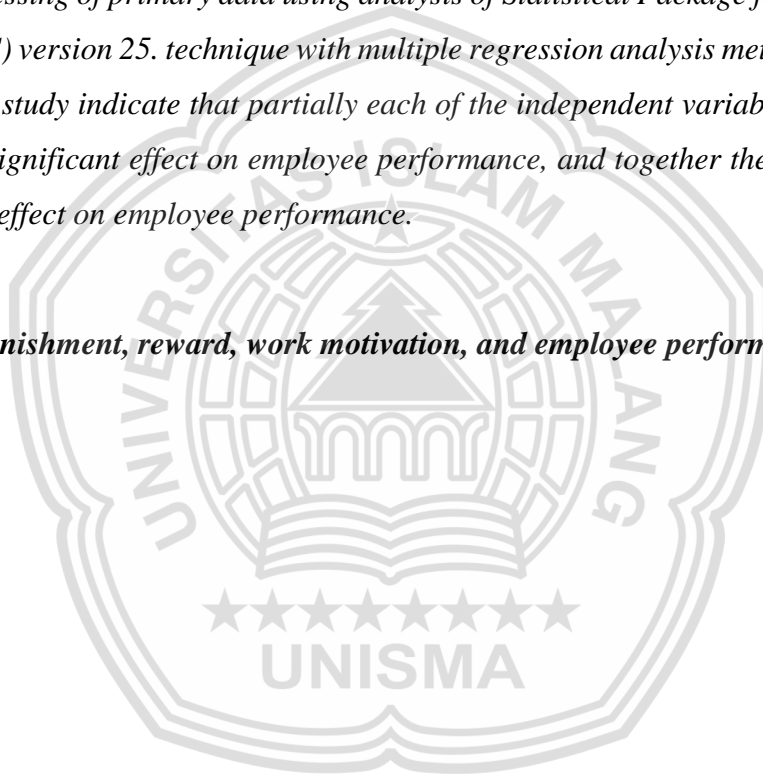 essing of primary data using analysis of Statistical Package f
) version 25. technique with multiple regression analysis me
study indicate that partially each of the independent variab
ignificant effect on employee performance, and together the
effect on employee performance.
nishment, reward, work motivation, and employee perform
UNIVERSITAS ISLAM MALANG
UNISMA